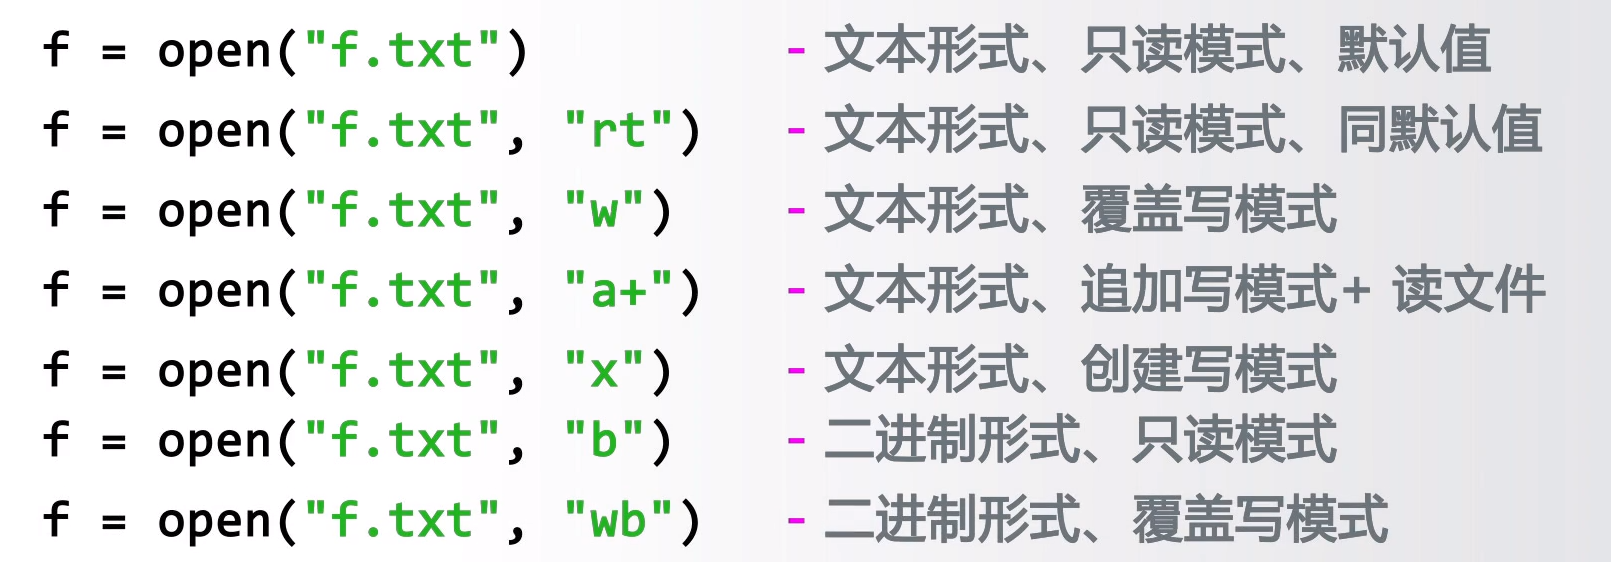 f = open("f.txt") - 文本形式、只读模式、默认值
f = open("f.txt", "rt") - 文本形式、只读模式、同默认值
f = open("f.txt", "w") - 文本形式、覆盖写模式
f = open("f.txt", "a+") - 文本形式、追加写模式+ 读文件
f = open("f.txt", "x") - 文本形式、创建写模式
f = open("f.txt", "b") - 二进制形式、只读模式
f = open("f.txt", "wb") - 二进制形式、覆盖写模式